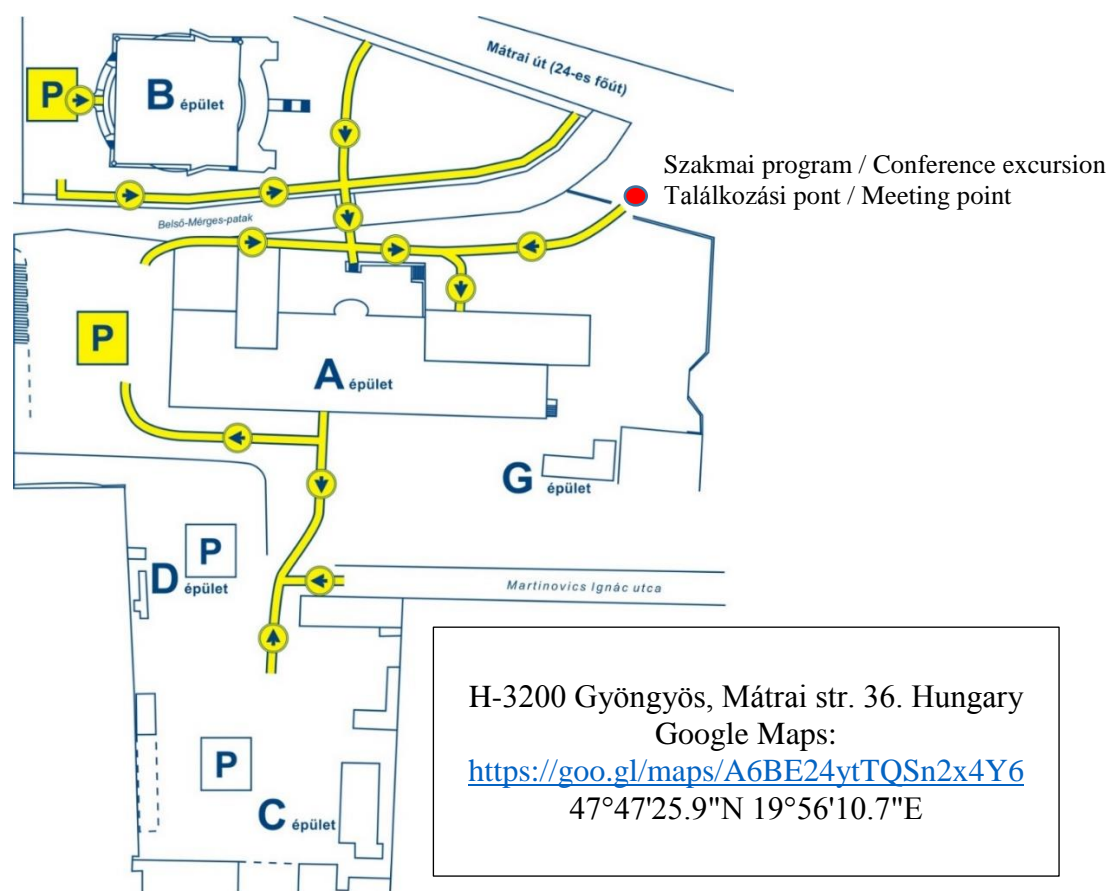 Mátrai út (24-es főút)
P
B épület
Szakmai program / Conference excursion
Találkozási pont / Meeting point
Belső-Mérges-patak
P
A épület
G épület
P
D épület
Martinovics Ignác utca
P
C épület
H-3200 Gyöngyös, Mátrai str. 36. Hungary
Google Maps:
https://goo.gl/maps/A6BE24ytTQSn2x4Y6
47°47'25.9"N 19°56'10.7"E